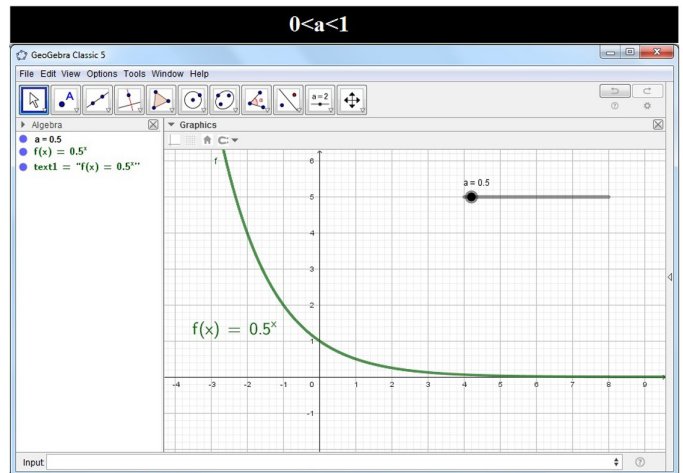 0<a<1
GeoGebra Classic 5
File Edit View Options Tools Window Help
A
α
a=2
Algebra
Graphics
a = 0.5
f(x) = 0.5ˣ
text1 = "f(x) = 0.5ˣ"
f
a = 0.5
f(x) = 0.5ˣ
6
5
4
3
2
1
-4 -3 -2 -1 0 1 2 3 4 5 6 7 8 9
-1
Input: